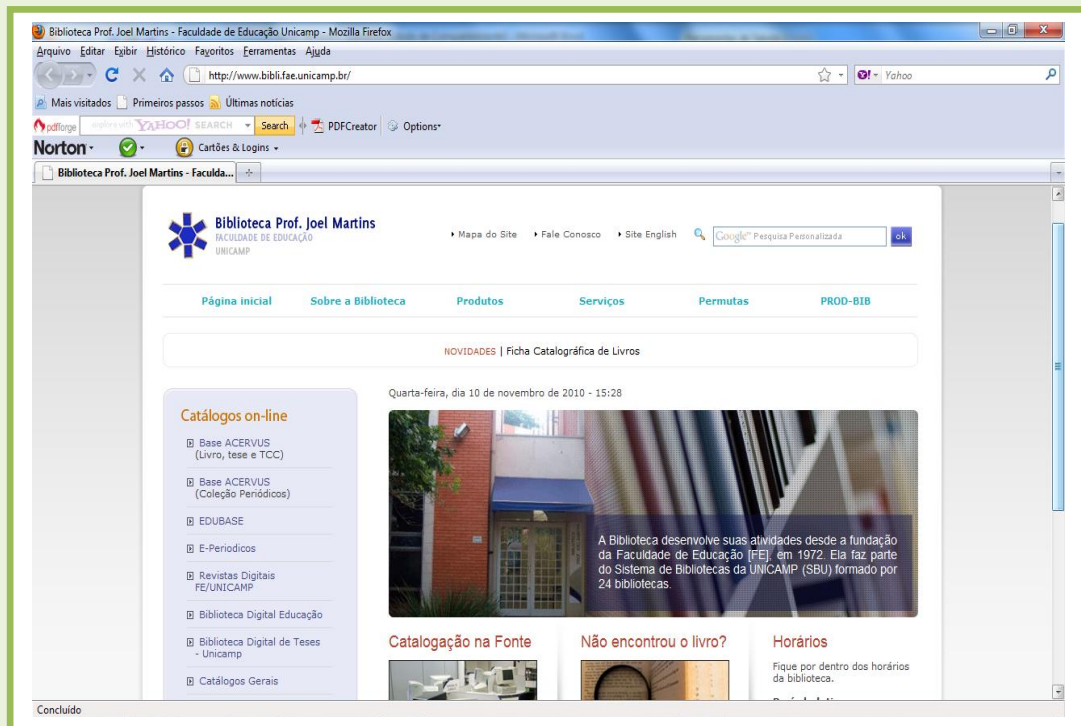 Biblioteca Prof. Joel Martins - Faculdade de Educação Unicamp - Mozilla Firefox
Arquivo Editar Exibir Histórico Favoritos Ferramentas Ajuda
http://www.bibli.fae.unicamp.br/
Yahoo
Mais visitados Primeiros passos Últimas notícias
pdfforge YAHOO! SEARCH Search PDFCreator Options
Norton Cartões & Logins
Biblioteca Prof. Joel Martins - Faculda...
Biblioteca Prof. Joel Martins
FACULDADE DE EDUCAÇÃO
UNICAMP
Mapa do Site Fale Conosco Site English Google™ Pesquisa Personalizada ok
Página inicial Sobre a Biblioteca Produtos Serviços Permutas PROD-BIB
NOVIDADES | Ficha Catalográfica de Livros
Quarta-feira, dia 10 de novembro de 2010 - 15:28
Catálogos on-line
Base ACERVUS
(Livro, tese e TCC)
Base ACERVUS
(Coleção Periódicos)
EDUBASE
E-Periodicos
Revistas Digitais
FE/UNICAMP
Biblioteca Digital Educação
Biblioteca Digital de Teses
- Unicamp
Catálogos Gerais
A Biblioteca desenvolve suas atividades desde a fundação
da Faculdade de Educação [FE], em 1972. Ela faz parte
do Sistema de Bibliotecas da UNICAMP (SBU) formado por
24 bibliotecas.
Catalogação na Fonte
Não encontrou o livro?
Horários
Fique por dentro dos horários
da biblioteca.
Concluído